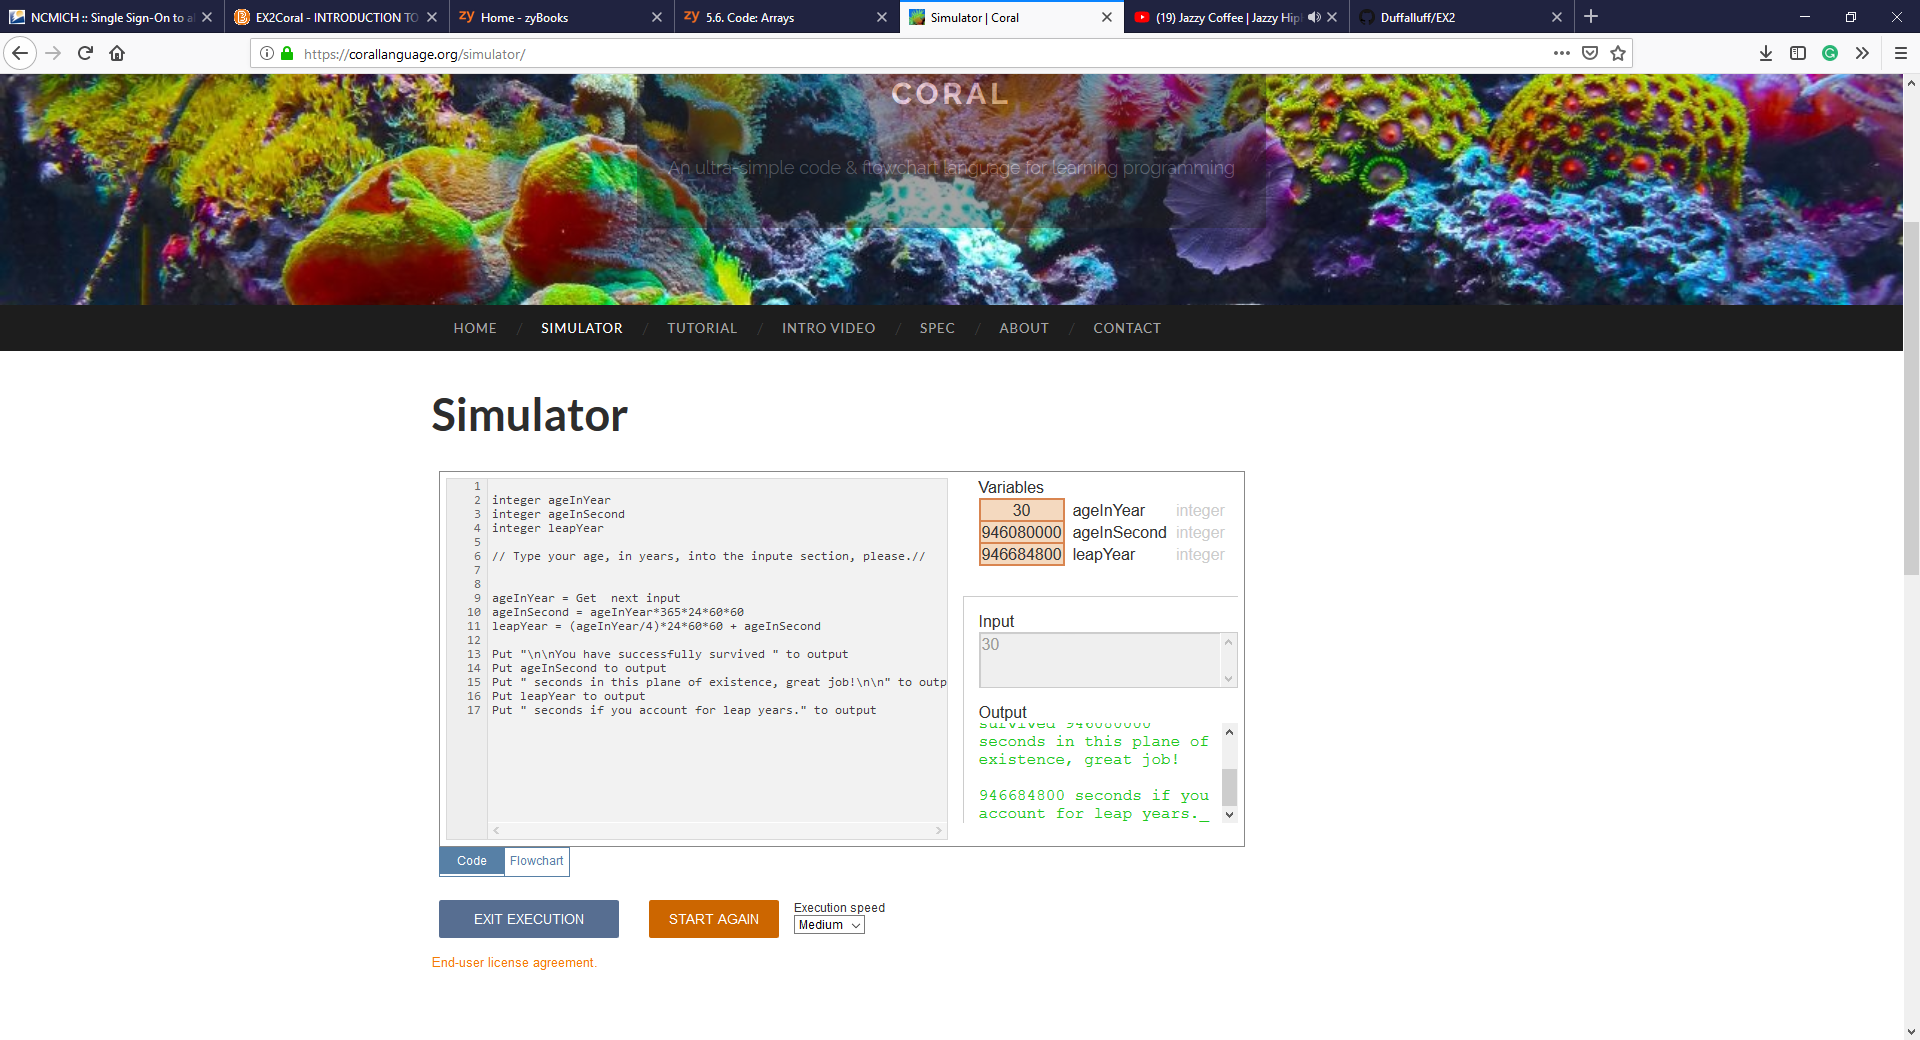 NCMICH :: Single Sign-On to al
EX2Coral - INTRODUCTION TO
zy Home - zyBooks
zy 5.6. Code: Arrays
Simulator | Coral
(19) Jazzy Coffee | Jazzy Hip
Duffalluff/EX2
https://corallanguage.org/simulator/
CORAL
An ultra-simple code & flowchart language for learning programming
HOME / SIMULATOR / TUTORIAL / INTRO VIDEO / SPEC / ABOUT / CONTACT
Simulator
1
2 integer ageInYear
3 integer ageInSecond
4 integer leapYear
5
6 // Type your age, in years, into the inpute section, please.//
7
8
9 ageInYear = Get  next input
10 ageInSecond = ageInYear*365*24*60*60
11 leapYear = (ageInYear/4)*24*60*60 + ageInSecond
12
13 Put "\n\nYou have successfully survived " to output
14 Put ageInSecond to output
15 Put " seconds in this plane of existence, great job!\n\n" to outp
16 Put leapYear to output
17 Put " seconds if you account for leap years." to output
Variables
30 ageInYear integer
946080000 ageInSecond integer
946684800 leapYear integer
Input
30
Output
survived 946080000
seconds in this plane of
existence, great job!
946684800 seconds if you
account for leap years._
Code Flowchart
EXIT EXECUTION
START AGAIN
Execution speed
Medium
End-user license agreement.